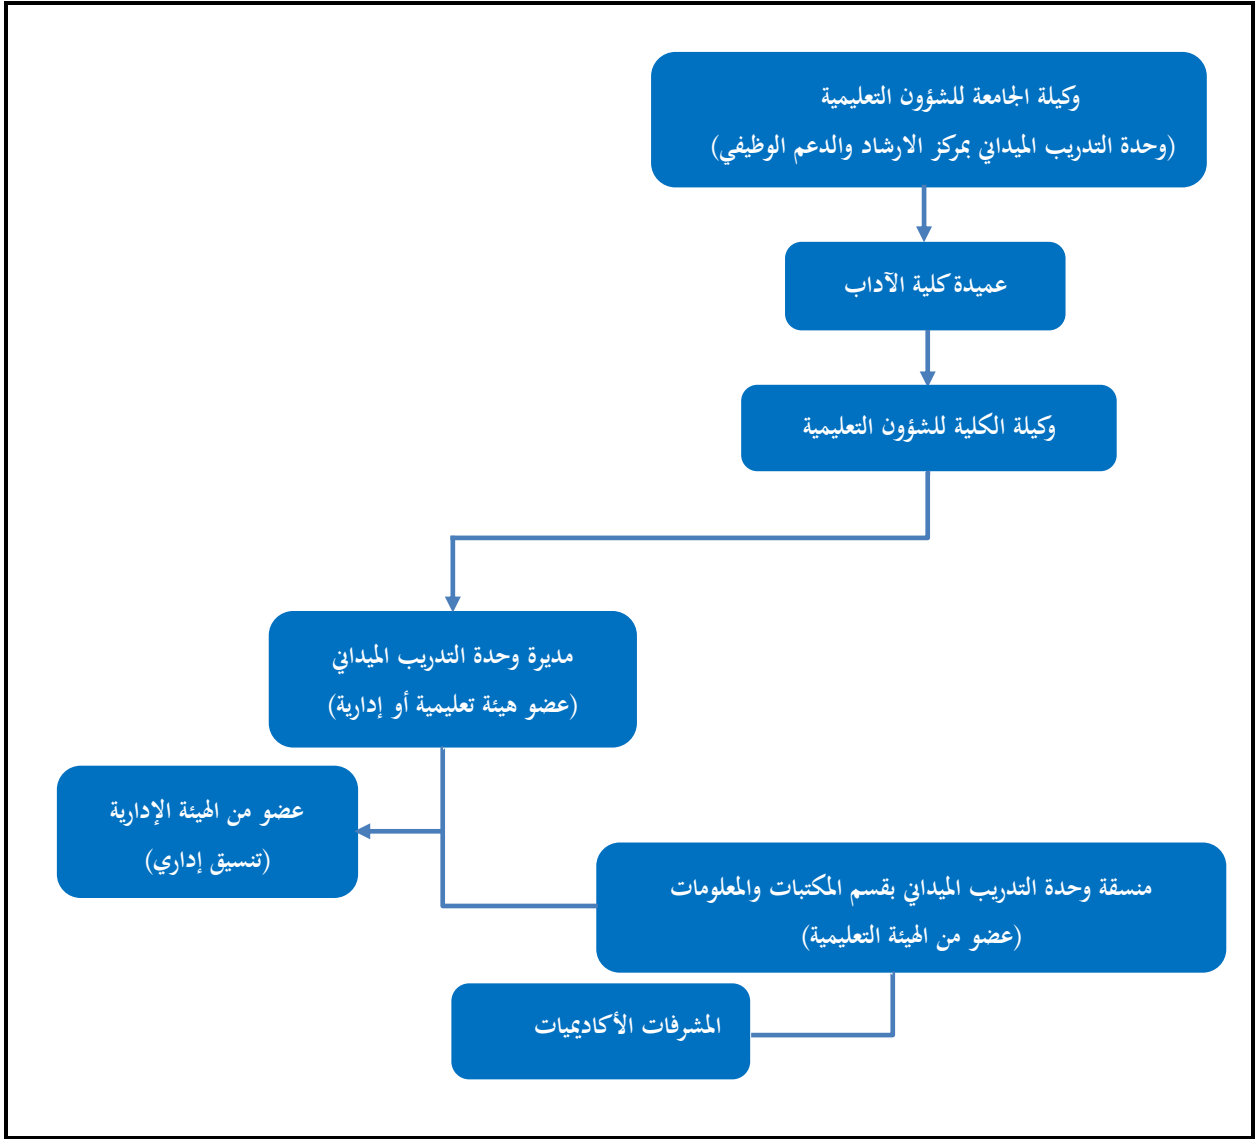 وكيلة الجامعة للشؤون التعليمية
(وحدة التدريب الميداني بمركز الارشاد والدعم الوظيفي)
عميدة كلية الآداب
وكيلة الكلية للشؤون التعليمية
مديرة وحدة التدريب الميداني
(عضو هيئة تعليمية أو إدارية)
عضو من الهيئة الإدارية
(تنسيق إداري)
منسقة وحدة التدريب الميداني بقسم المكتبات والمعلومات
(عضو من الهيئة التعليمية)
المشرفات الأكاديميات